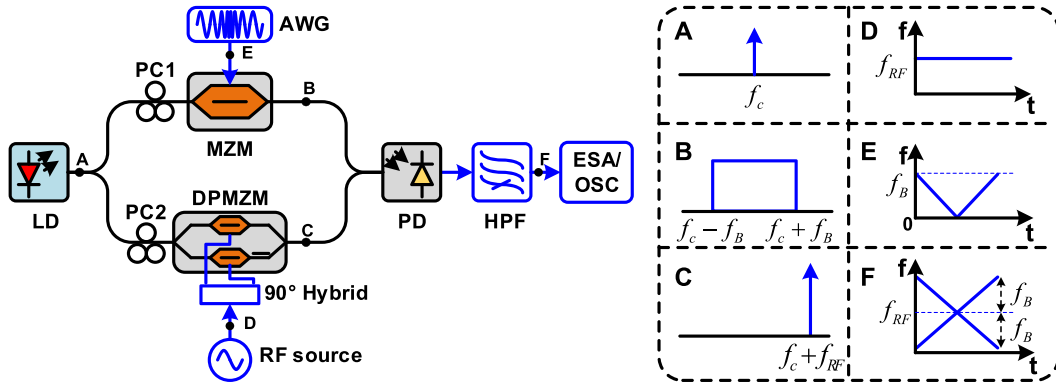 AWG
E
PC1
B
MZM
A
LD
PC2
DPMZM
C
PD
HPF
F
ESA/
OSC
90° Hybrid
D
RF source
A
f_c
B
f_c − f_B f_c + f_B
C
f_c + f_RF
D
f
f_RF
t
E
f
f_B
0
t
F
f
f_RF
f_B
f_B
t